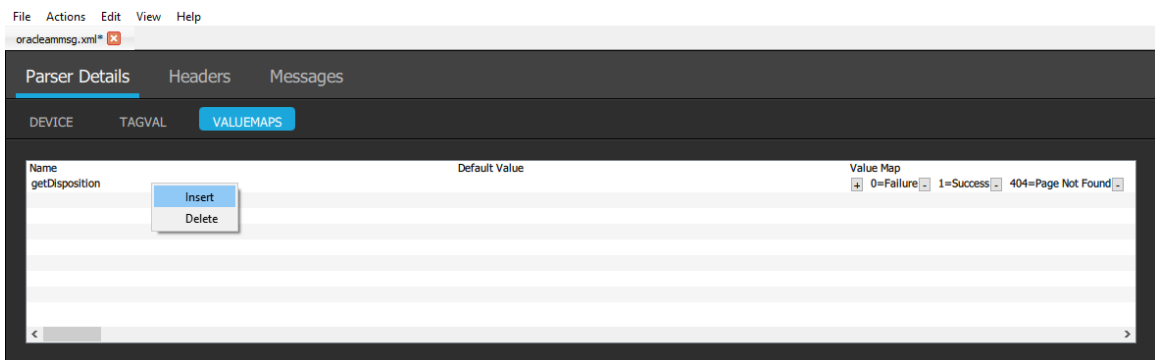 File Actions Edit View Help
oracleammsg.xml*
Parser Details Headers Messages
DEVICE TAGVAL VALUEMAPS
Name Default Value Value Map
getDisposition + 0=Failure - 1=Success - 404=Page Not Found -
Insert
Delete